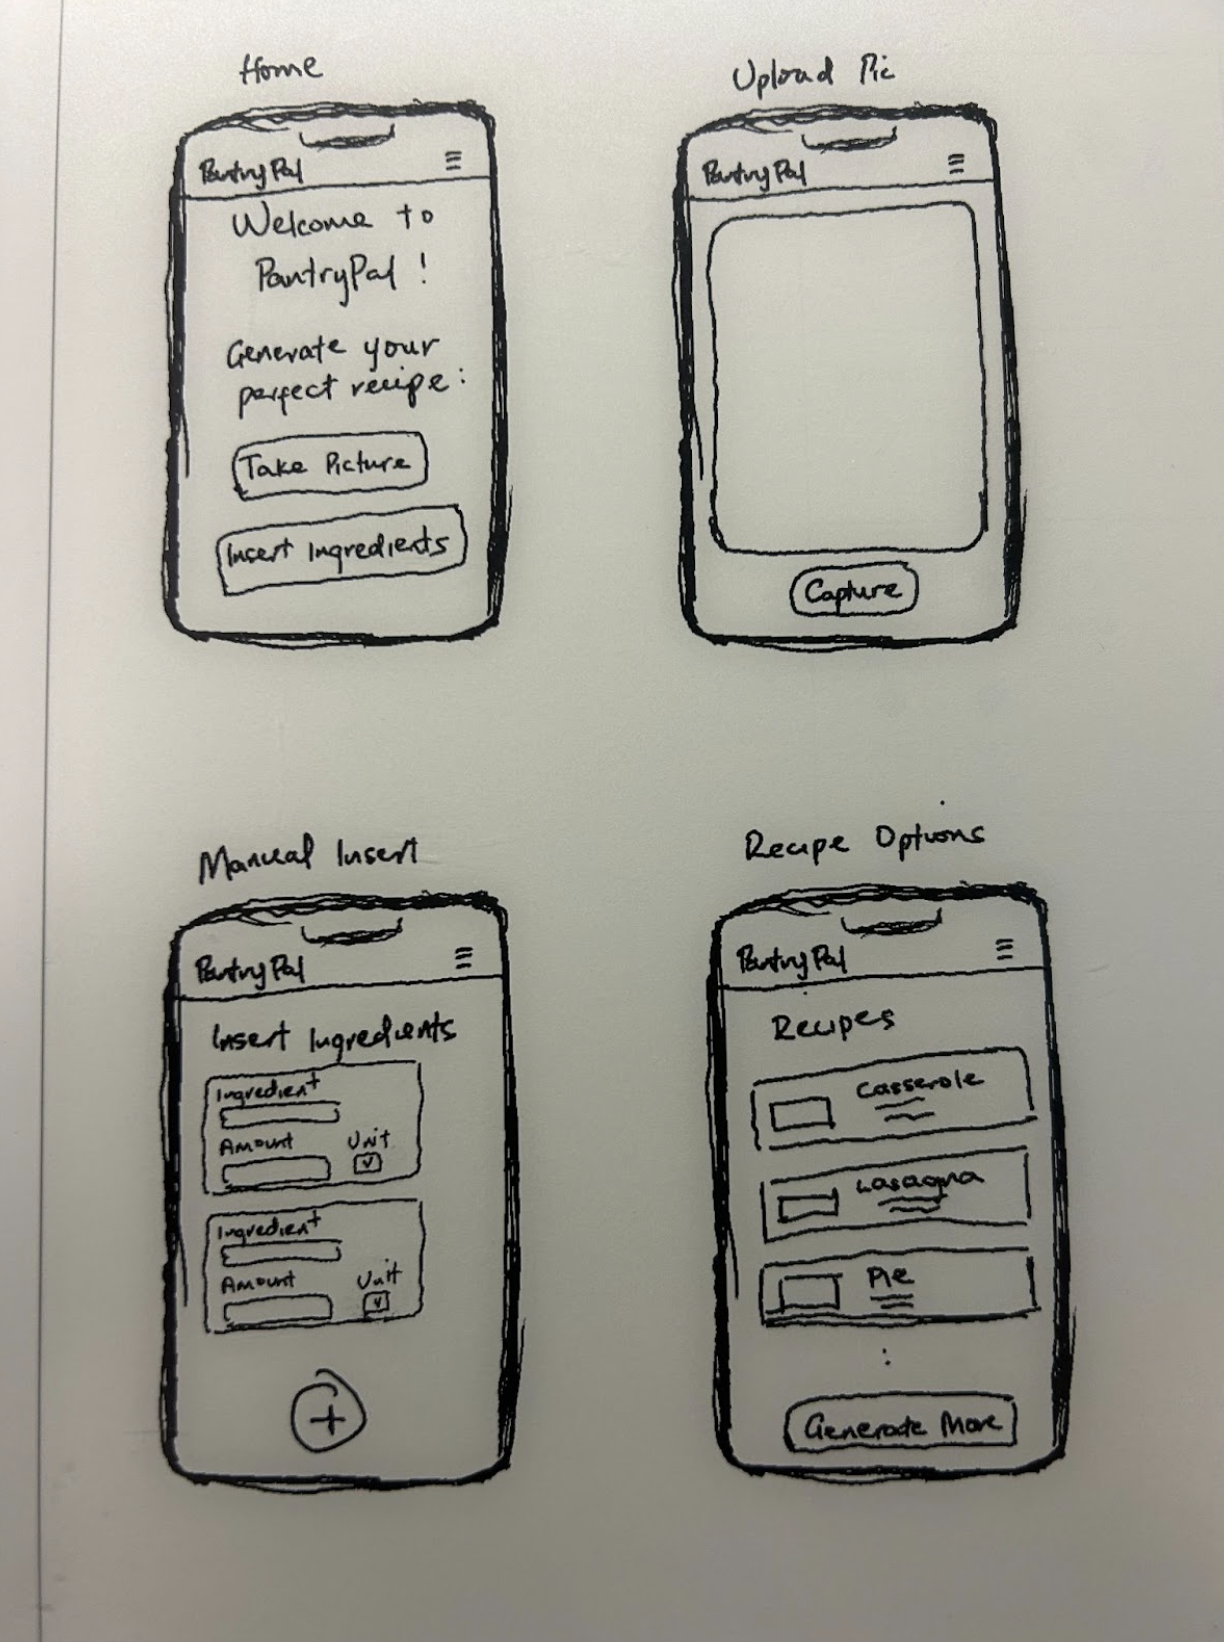 Home
PantryPal
Welcome to
PantryPal !
Generate your
perfect recipe:
Take Picture
Insert Ingredients
Upload Pic
PantryPal
Capture
Manual Insert
PantryPal
Insert Ingredients
Ingredient
Amount Unit
Ingredient
Amount Unit
+
Recipe Options
PantryPal
Recipes
Casserole
Lasagna
Pie
Generate More